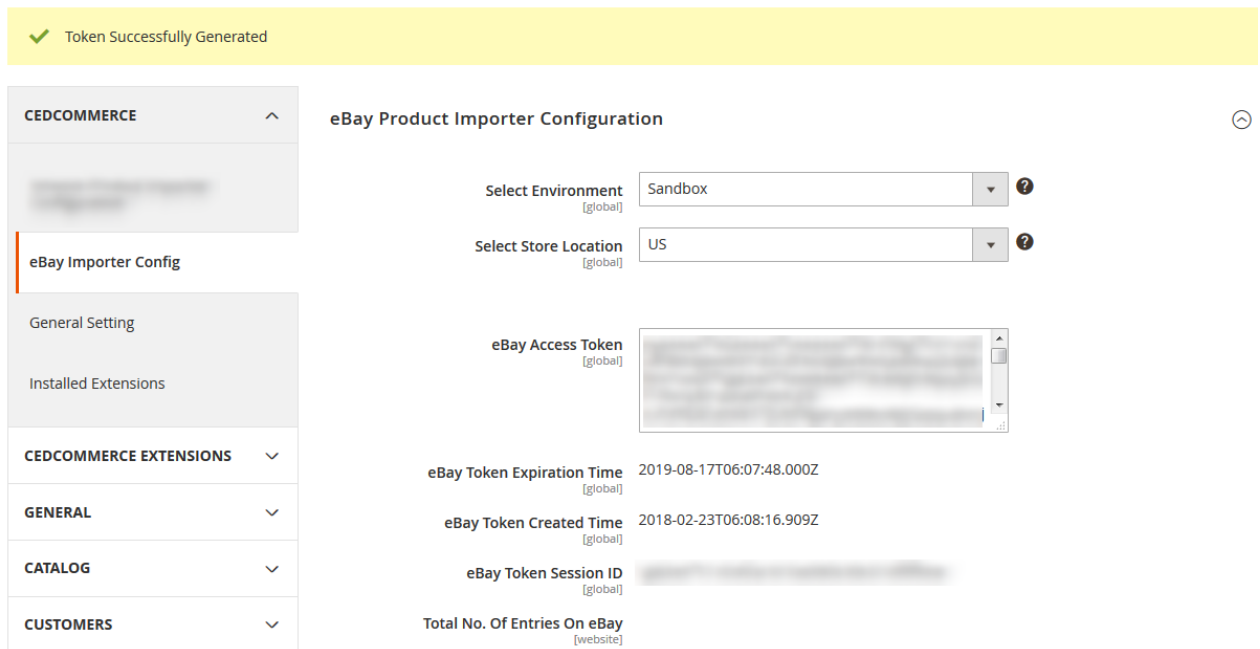 Token Successfully Generated
CEDCOMMERCE
eBay Importer Config
General Setting
Installed Extensions
CEDCOMMERCE EXTENSIONS
GENERAL
CATALOG
CUSTOMERS
eBay Product Importer Configuration
Select Environment
[global]
Sandbox
Select Store Location
[global]
US
eBay Access Token
[global]
eBay Token Expiration Time
[global]
2019-08-17T06:07:48.000Z
eBay Token Created Time
[global]
2018-02-23T06:08:16.909Z
eBay Token Session ID
[global]
Total No. Of Entries On eBay
[website]